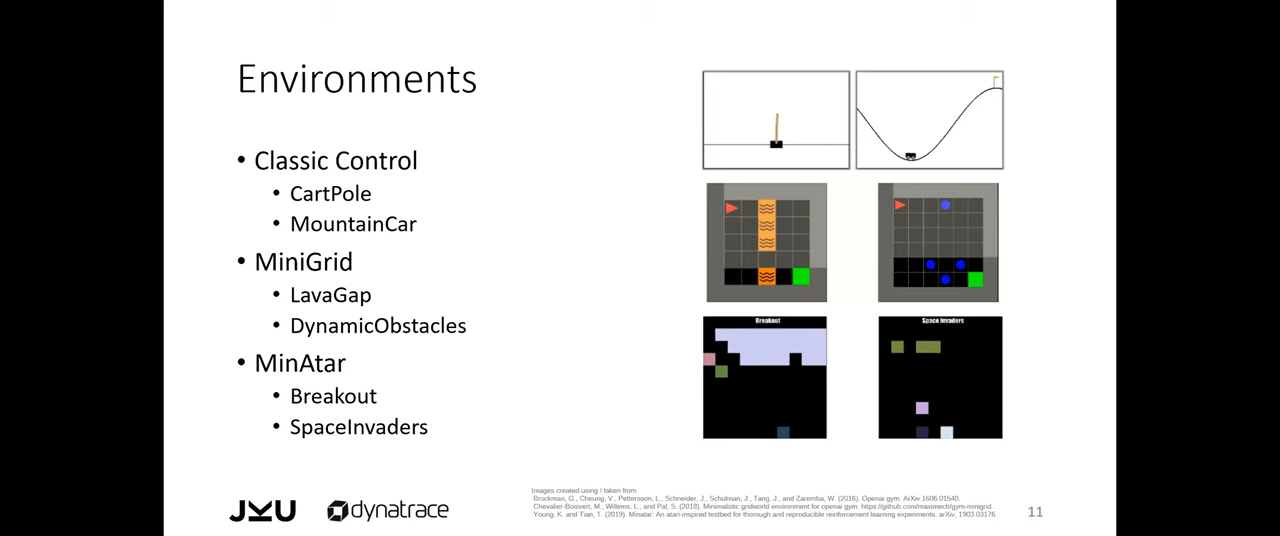 Environments
• Classic Control
• CartPole
• MountainCar
• MiniGrid
• LavaGap
• DynamicObstacles
• MinAtar
• Breakout
• SpaceInvaders
Breakout
Space Invaders
JKU
dynatrace
Images created using / taken from
Brockman, G., Cheung, V., Pettersson, L., Schneider, J., Schulman, J., Tang, J., and Zaremba, W. (2016). Openai gym. ArXiv:1606.01540.
Chevalier-Boisvert, M., Willems, L., and Pal, S. (2018). Minimalistic gridworld environment for openai gym. https://github.com/maximecb/gym-minigrid.
Young, K. and Tian, T. (2019). Minatar: An atari-inspired testbed for thorough and reproducible reinforcement learning experiments. arXiv, 1903.03176.
11